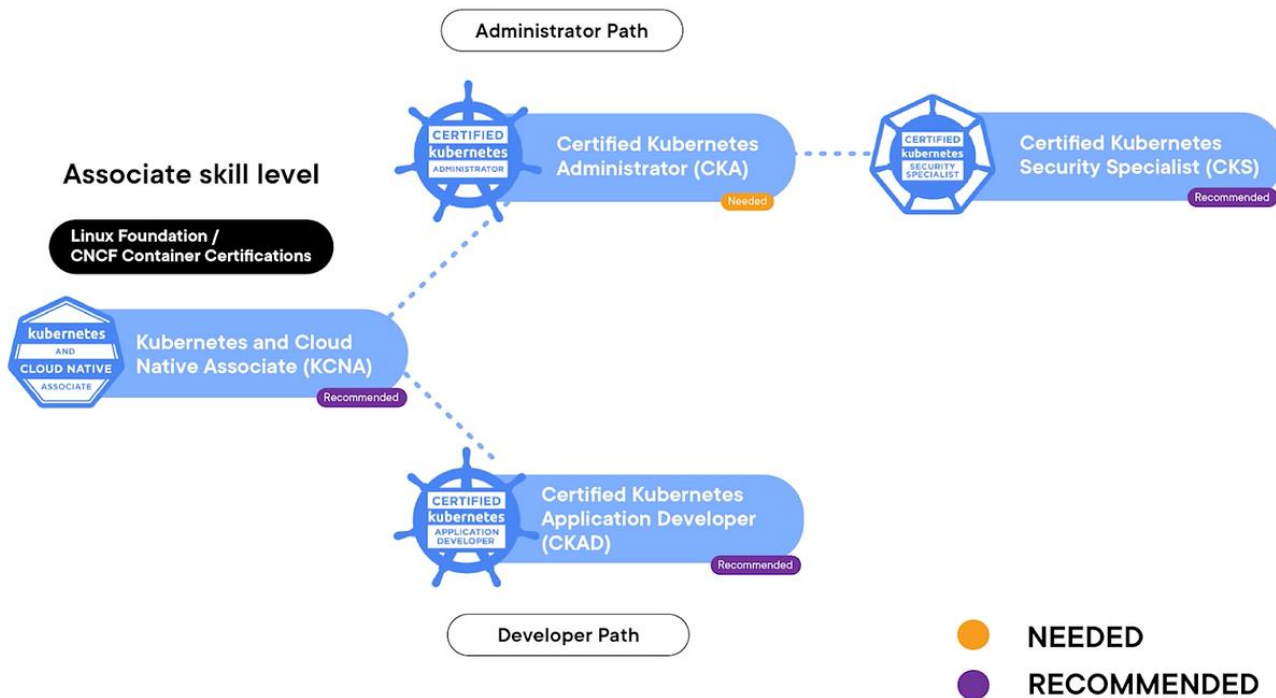 Administrator Path
CERTIFIED
kubernetes
ADMINISTRATOR
Certified Kubernetes
Administrator (CKA)
Needed
CERTIFIED
kubernetes
SECURITY
SPECIALIST
Certified Kubernetes
Security Specialist (CKS)
Recommended
Associate skill level
Linux Foundation /
CNCF Container Certifications
kubernetes
AND
CLOUD NATIVE
ASSOCIATE
Kubernetes and Cloud
Native Associate (KCNA)
Recommended
CERTIFIED
kubernetes
APPLICATION
DEVELOPER
Certified Kubernetes
Application Developer
(CKAD)
Recommended
Developer Path
NEEDED
RECOMMENDED